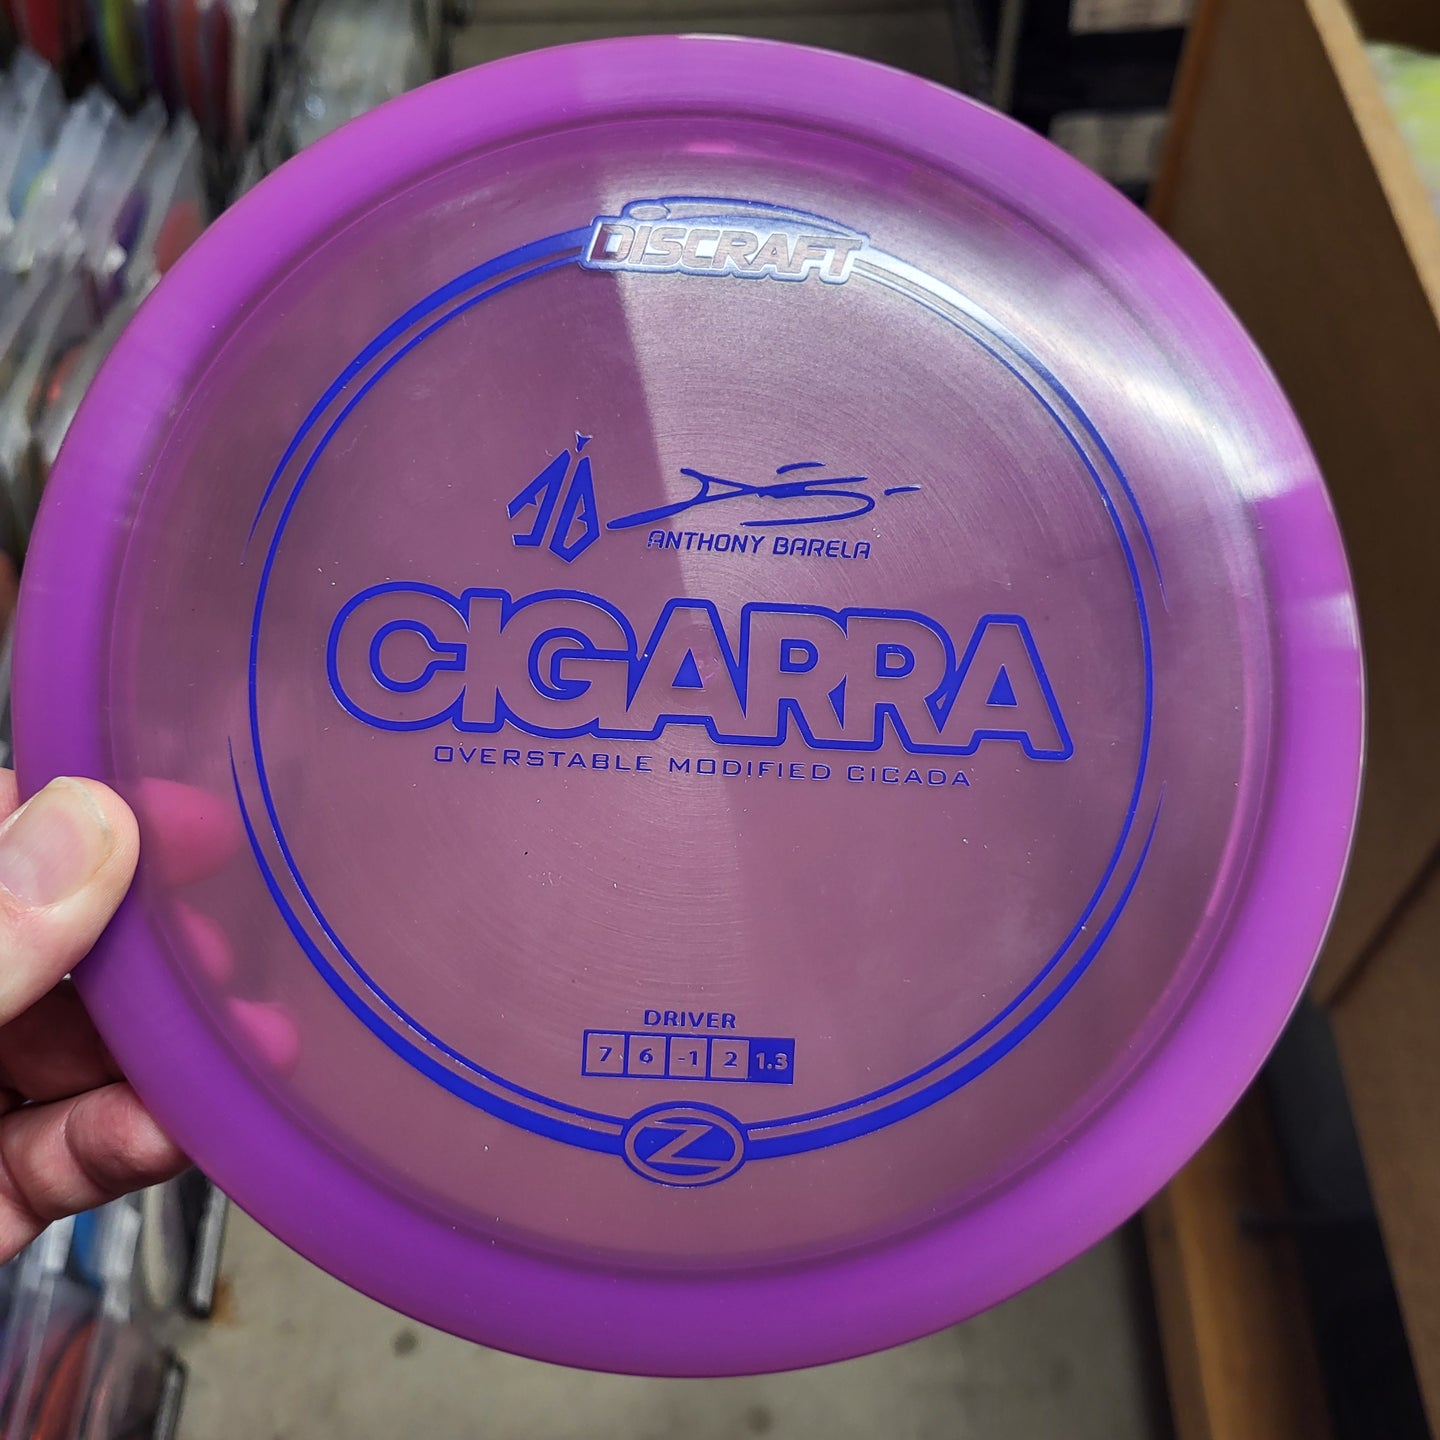 DISCRAFT
AB
ANTHONY BARELA
CIGARRA
OVERSTABLE MODIFIED CICADA
DRIVER
7 6 -1 2 1.3
Z